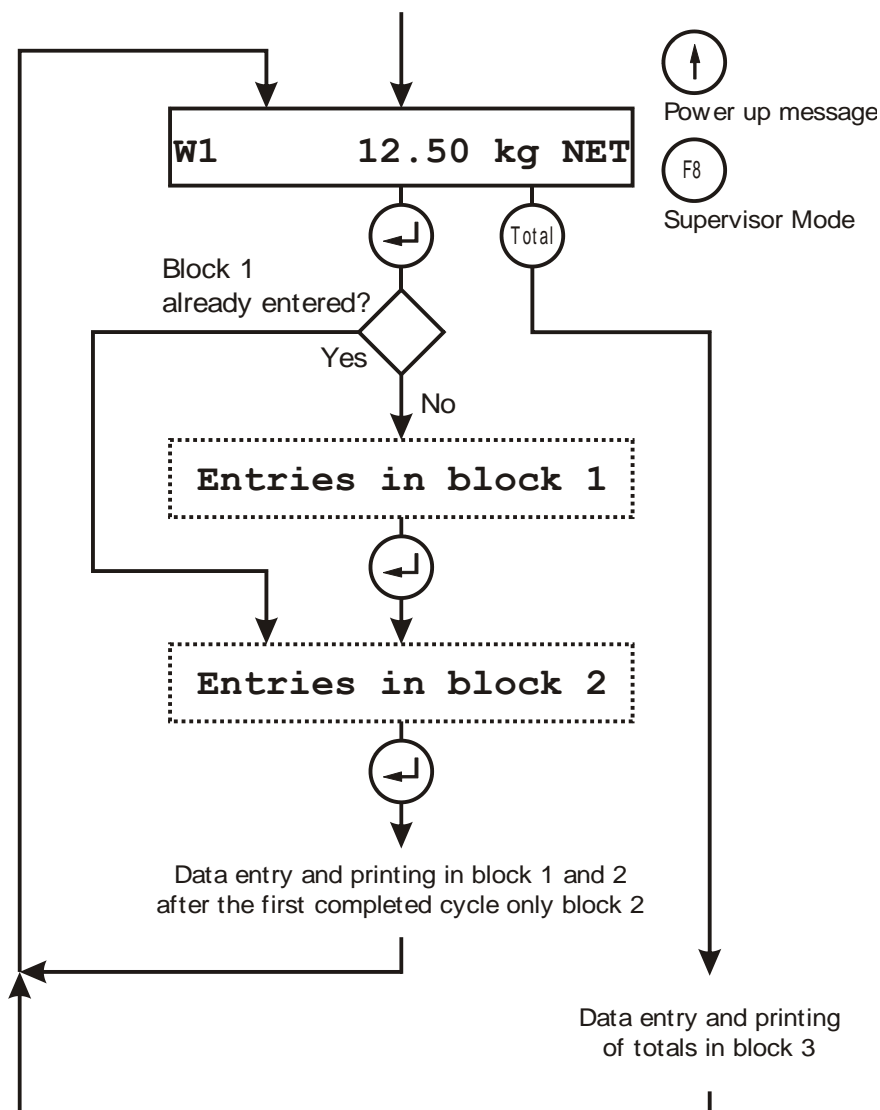 Power up message
W1 12.50 kg NET
F8
Supervisor Mode
Total
Block 1
already entered?
Yes
No
Entries in block 1
Entries in block 2
Data entry and printing in block 1 and 2
after the first completed cycle only block 2
Data entry and printing
of totals in block 3